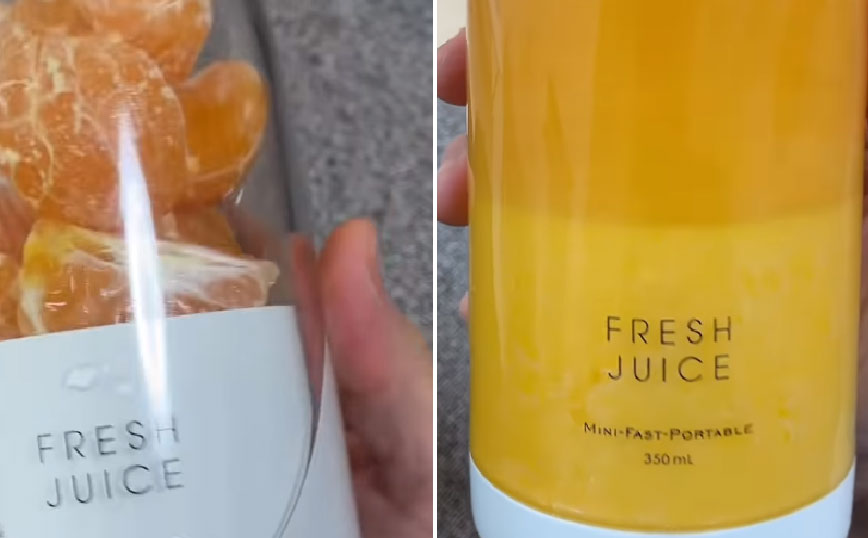 FRESH
JUICE
FRESH
JUICE
MINI-FAST-PORTABLE
350mL